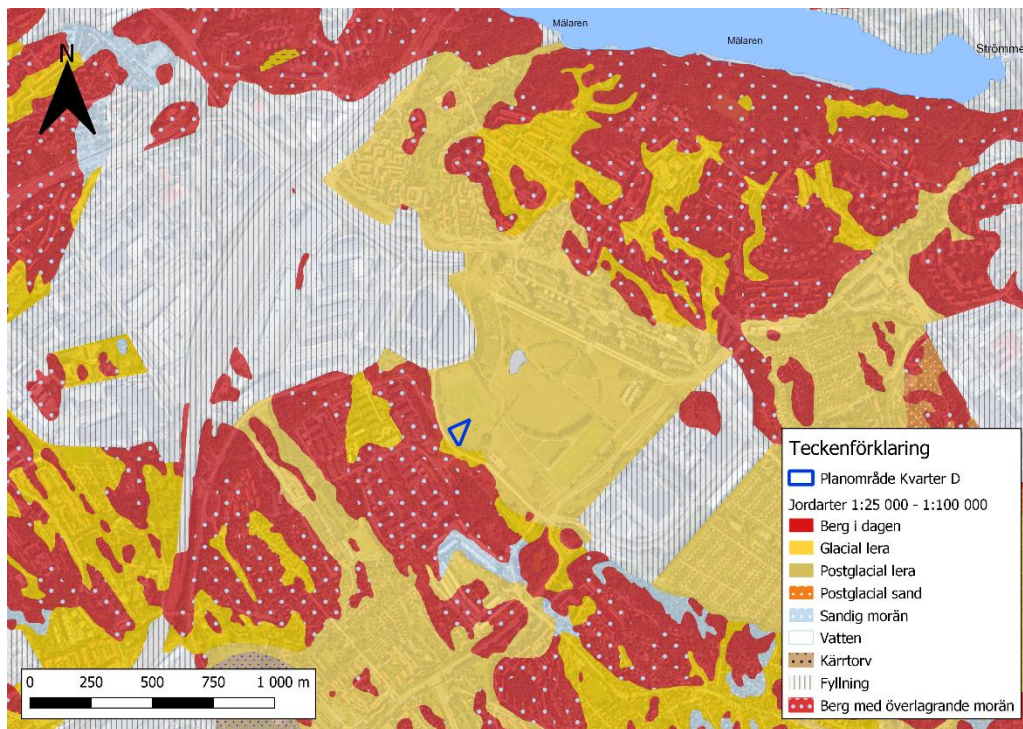 Mälaren
Mälaren
Strömme
N
Teckenförklaring
Planområde Kvarter D
Jordarter 1:25 000 - 1:100 000
Berg i dagen
Glacial lera
Postglacial lera
Postglacial sand
Sandig morän
Vatten
Kärrtorv
Fyllning
Berg med överlagrande morän
0 250 500 750 1 000 m